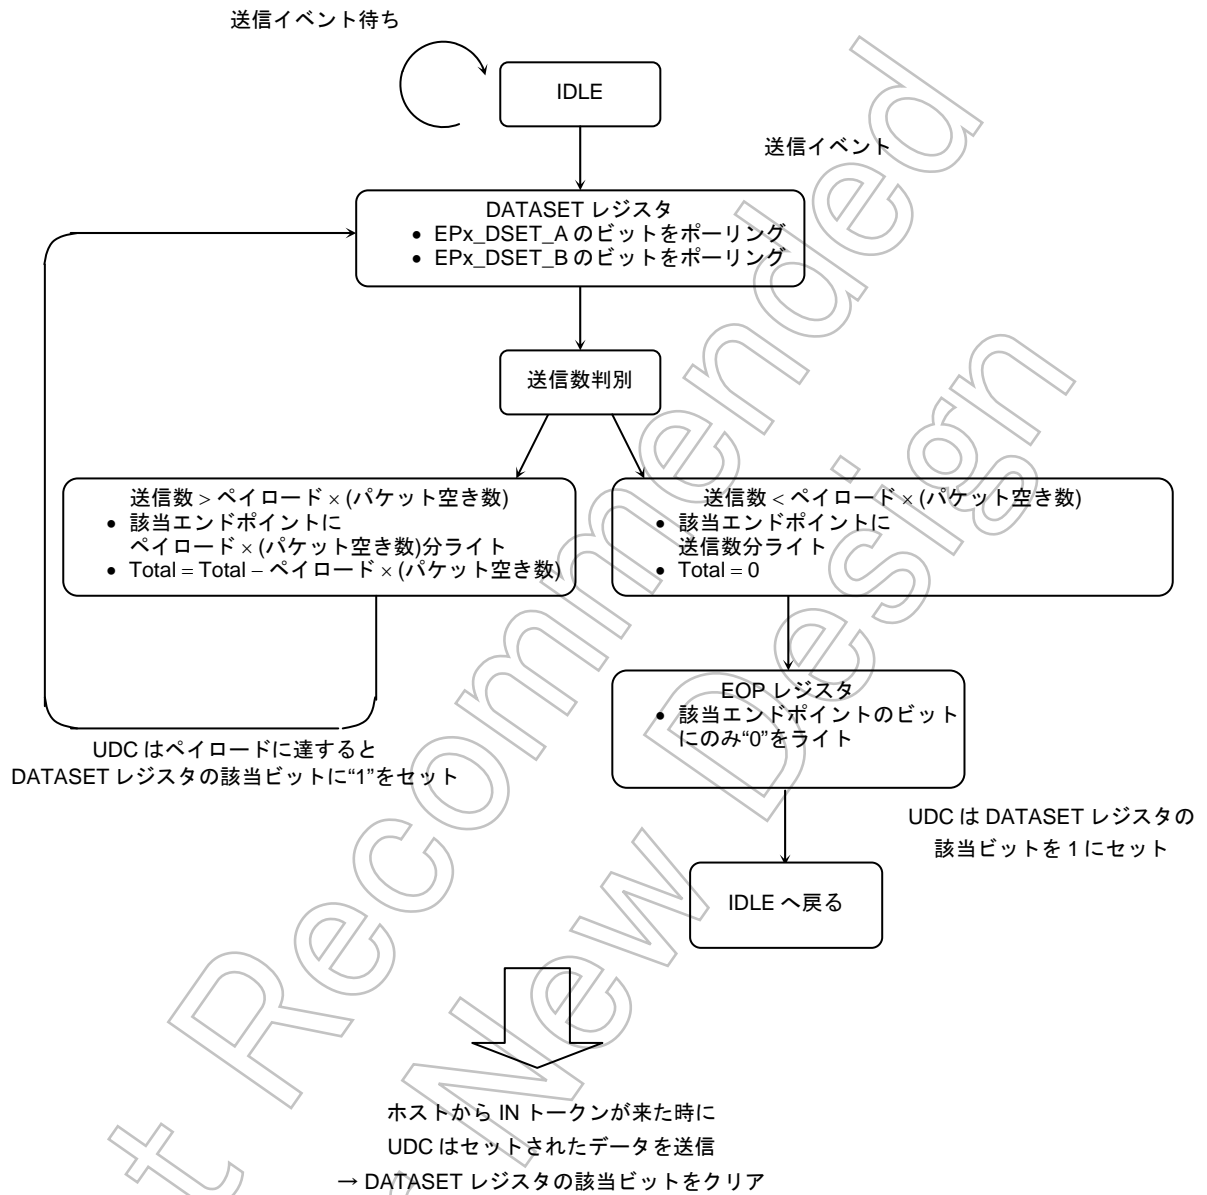 送信イベント待ち
IDLE
送信イベント
DATASET レジスタ
• EPx_DSET_A のビットをポーリング
• EPx_DSET_B のビットをポーリング
送信数判別
送信数 > ペイロード × (パケット空き数)
• 該当エンドポイントに
ペイロード × (パケット空き数)分ライト
• Total = Total − ペイロード × (パケット空き数)
送信数 < ペイロード × (パケット空き数)
• 該当エンドポイントに
送信数分ライト
• Total = 0
EOP レジスタ
• 該当エンドポイントのビット
にのみ“0”をライト
UDC はペイロードに達すると
DATASET レジスタの該当ビットに“1”をセット
UDC は DATASET レジスタの
該当ビットを 1 にセット
IDLE へ戻る
ホストから IN トークンが来た時に
UDC はセットされたデータを送信
→ DATASET レジスタの該当ビットをクリア
t Recommended
New Design